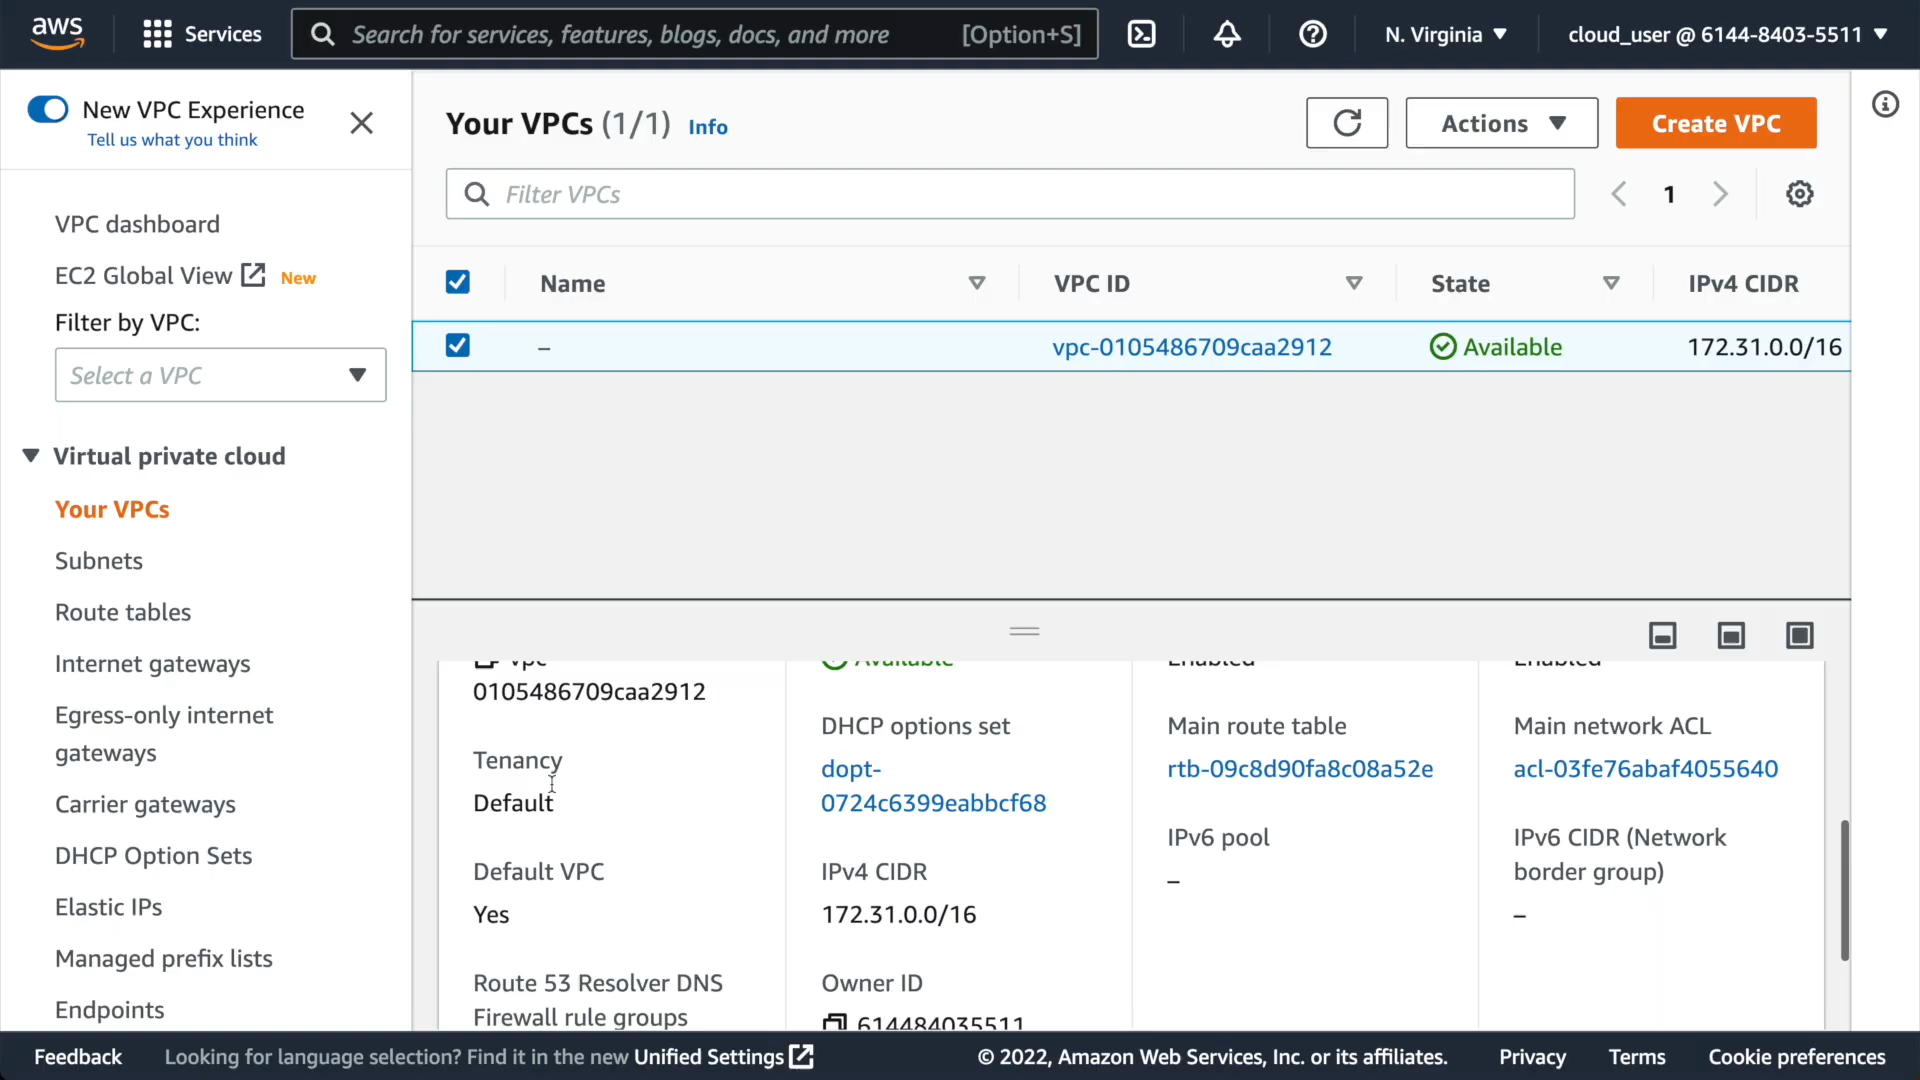 aws
Services
Search for services, features, blogs, docs, and more
[Option+S]
N. Virginia
cloud_user @ 6144-8403-5511
New VPC Experience
Tell us what you think
VPC dashboard
EC2 Global View New
Filter by VPC:
Select a VPC
Virtual private cloud
Your VPCs
Subnets
Route tables
Internet gateways
Egress-only internet
gateways
Carrier gateways
DHCP Option Sets
Elastic IPs
Managed prefix lists
Endpoints
Your VPCs (1/1) Info
Actions
Create VPC
Filter VPCs
1
Name VPC ID State IPv4 CIDR
– vpc-0105486709caa2912 Available 172.31.0.0/16
vpc-
0105486709caa2912
Tenancy
Default
Default VPC
Yes
Route 53 Resolver DNS
Firewall rule groups
Available
DHCP options set
dopt-
0724c6399eabbcf68
IPv4 CIDR
172.31.0.0/16
Owner ID
614484035511
Enabled
Main route table
rtb-09c8d90fa8c08a52e
IPv6 pool
–
Enabled
Main network ACL
acl-03fe76abaf4055640
IPv6 CIDR (Network
border group)
–
Feedback
Looking for language selection? Find it in the new Unified Settings
© 2022, Amazon Web Services, Inc. or its affiliates.
Privacy
Terms
Cookie preferences